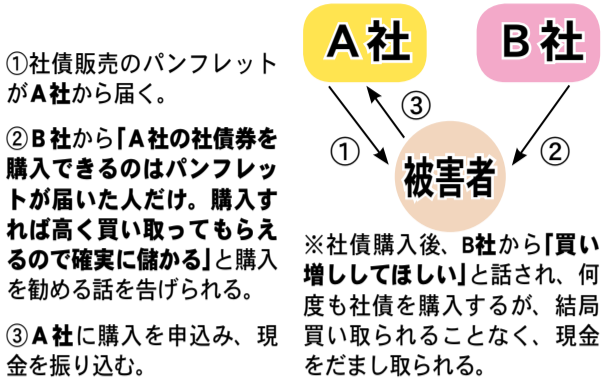 ①社債販売のパンフレット
がA社から届く。
②B社から「A社の社債券を
購入できるのはパンフレッ
トが届いた人だけ。購入す
れば高く買い取ってもらえ
るので確実に儲かる」と購入
を勧める話を告げられる。
③A社に購入を申込み、現
金を振り込む。
A社
B社
①
③
②
被害者
※社債購入後、B社から「買い
増ししてほしい」と話され、何
度も社債を購入するが、結局
買い取られることなく、現金
をだまし取られる。